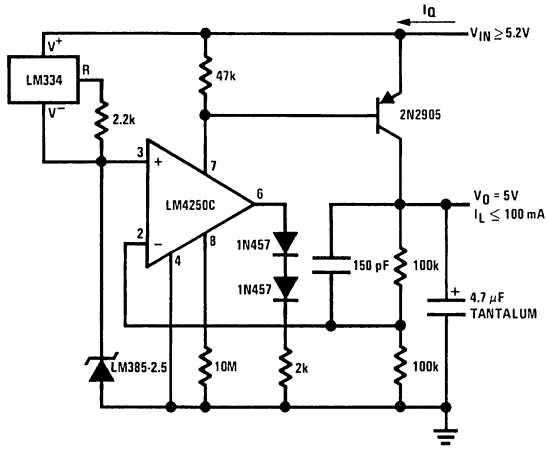 IQ
V+
VIN ≥ 5.2V
LM334
R
47k
V−
2.2k
2N2905
3
+
7
LM4250C
6
VO = 5V
IL ≤ 100 mA
2
−
8
4
1N457
150 pF
100k
1N457
+
4.7 µF
TANTALUM
LM385-2.5
10M
2k
100k